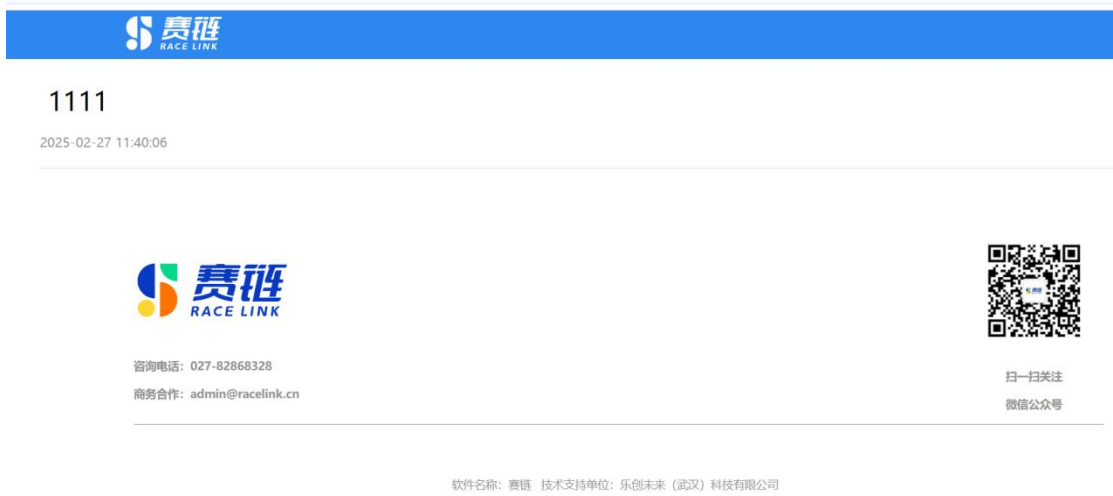 赛链
RACE LINK
1111
2025-02-27 11:40:06
赛链
RACE LINK
咨询电话：027-82868328
商务合作：admin@racelink.cn
扫一扫关注
微信公众号
软件名称：赛链 技术支持单位：乐创未来（武汉）科技有限公司